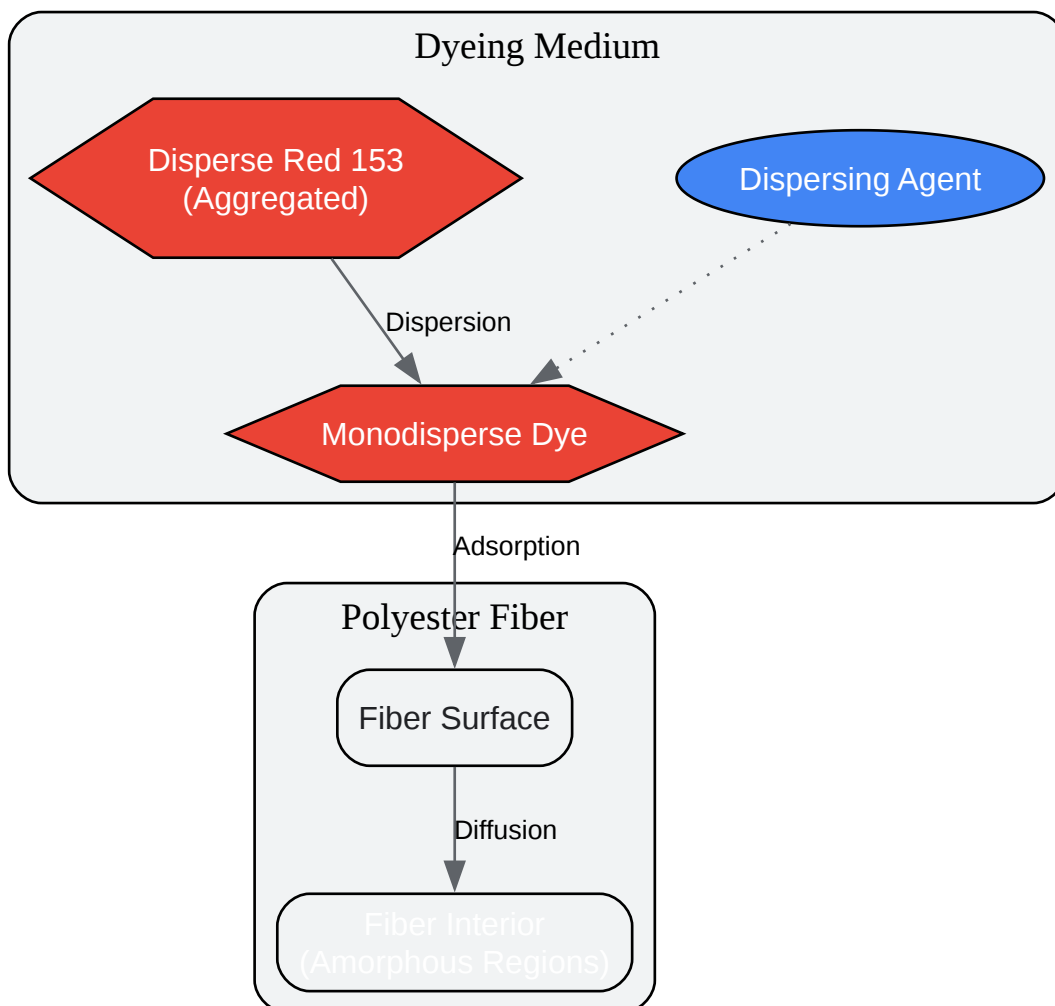 Dyeing Medium
Disperse Red 153
(Aggregated)
Dispersing Agent
Dispersion
Monodisperse Dye
Adsorption
Polyester Fiber
Fiber Surface
Diffusion
Fiber Interior
(Amorphous Regions)